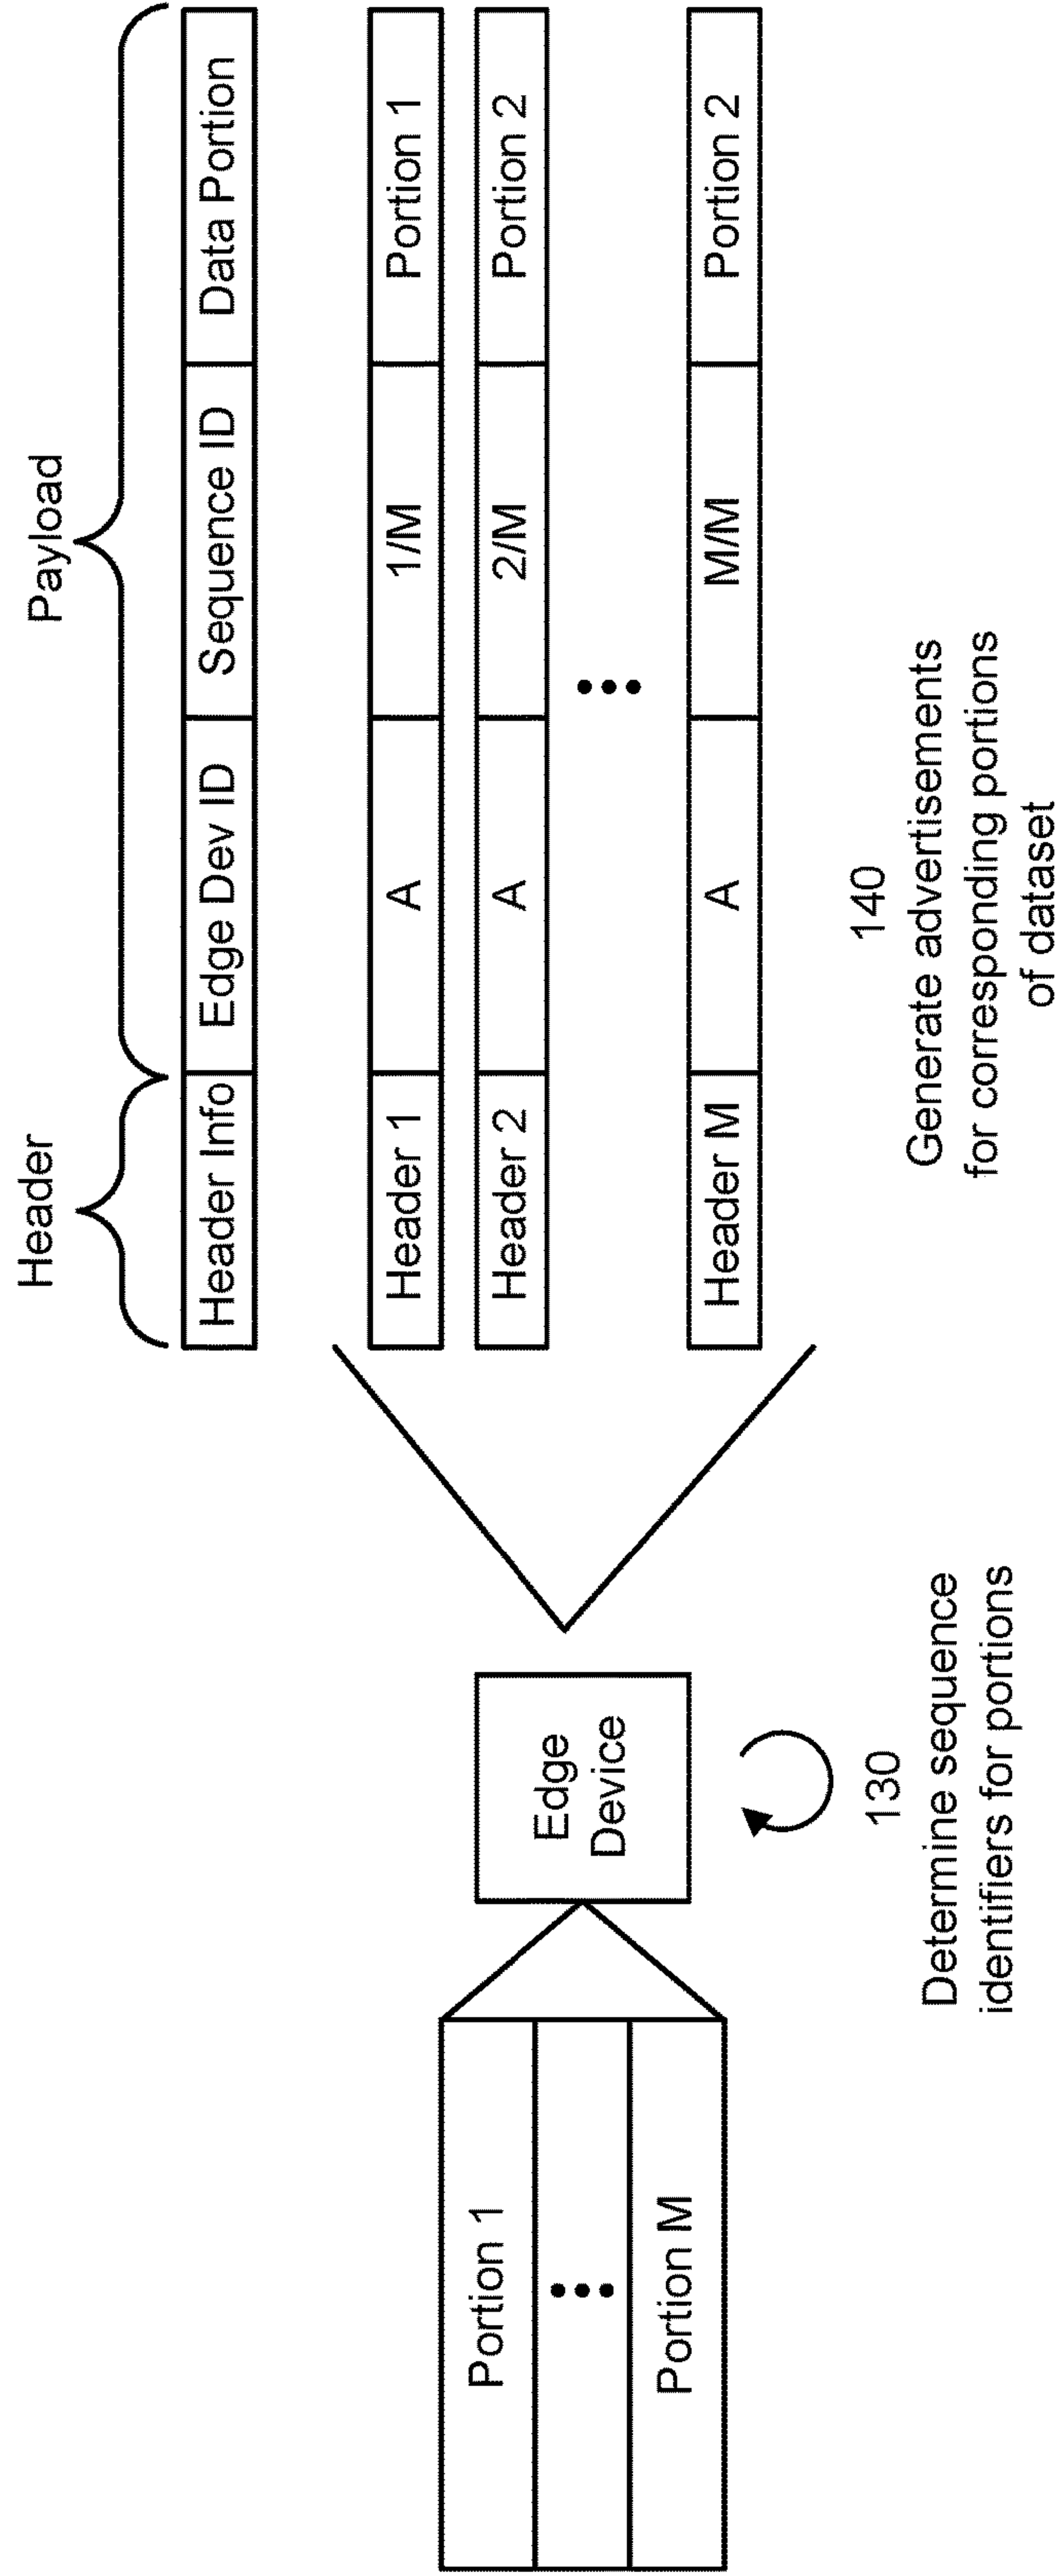 Header
Payload
Header Info Edge Dev ID Sequence ID Data Portion
Header 1 A 1/M Portion 1
Header 2 A 2/M Portion 2
Header M A M/M Portion 2
Portion 1
Portion M
Edge
Device
130
Determine sequence
identifiers for portions
140
Generate advertisements
for corresponding portions
of dataset